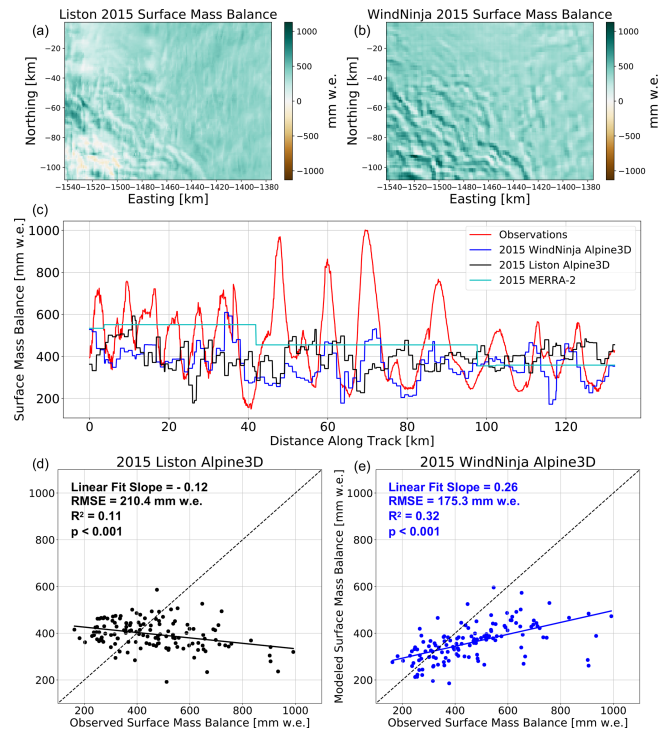 Liston 2015 Surface Mass Balance
WindNinja 2015 Surface Mass Balance
(a)
(b)
−20
−40
−60
−80
−100
Northing [km]
−1540−1520−1500−1480−1460−1440−1420−1400−1380
Easting [km]
1000
500
0
−500
−1000
mm w.e.
−20
−40
−60
−80
−100
Northing [km]
−1540−1520−1500−1480−1460−1440−1420−1400−1380
Easting [km]
1000
500
0
−500
−1000
mm w.e.
(c)
Surface Mass Balance [mm w.e.]
1000
800
600
400
200
Observations
2015 WindNinja Alpine3D
2015 Liston Alpine3D
2015 MERRA-2
0 20 40 60 80 100 120
Distance Along Track [km]
(d)
2015 Liston Alpine3D
Linear Fit Slope = - 0.12
RMSE = 210.4 mm w.e.
R² = 0.11
p < 0.001
1000
800
600
400
200
200 400 600 800 1000
Observed Surface Mass Balance [mm w.e.]
(e)
2015 WindNinja Alpine3D
Linear Fit Slope = 0.26
RMSE = 175.3 mm w.e.
R² = 0.32
p < 0.001
Modeled Surface Mass Balance [mm w.e.]
1000
800
600
400
200
200 400 600 800 1000
Observed Surface Mass Balance [mm w.e.]